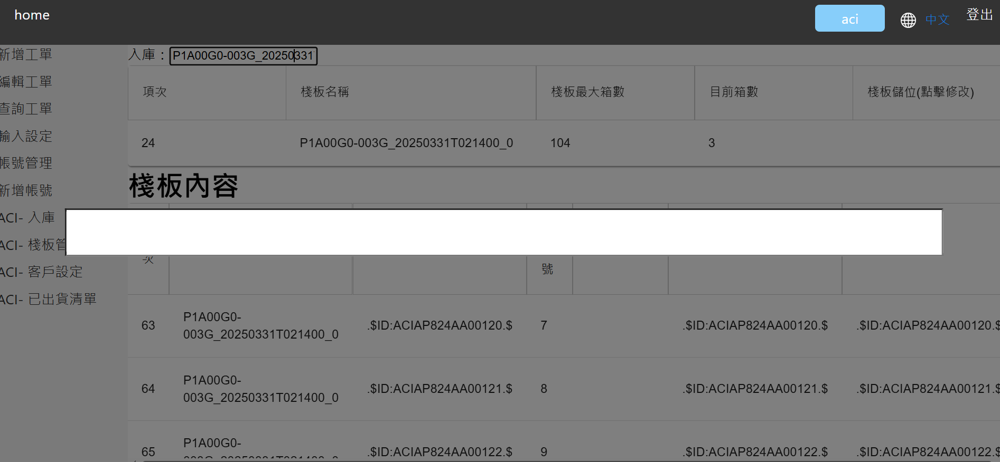 home
aci
中文
登出
新增工單
編輯工單
查詢工單
輸入設定
帳號管理
新增帳號
ACI- 入庫
ACI- 棧板管
ACI- 客戶設定
ACI- 已出貨清單
入庫：P1A00G0-003G_20250331
項次 棧板名稱 棧板最大箱數 目前箱數 棧板儲位(點擊修改)
24 P1A00G0-003G_20250331T021400_0 104 3
棧板內容
次 號
63 P1A00G0-003G_20250331T021400_0 .$ID:ACIAP824AA00120.$ 7 .$ID:ACIAP824AA00120.$ .$ID:ACIAP824AA00120.$
64 P1A00G0-003G_20250331T021400_0 .$ID:ACIAP824AA00121.$ 8 .$ID:ACIAP824AA00121.$ .$ID:ACIAP824AA00121.$
65 P1A00G0- .$ID:ACIAP824AA00122.$ 9 .$ID:ACIAP824AA00122.$ .$ID:ACIAP824AA00122.$